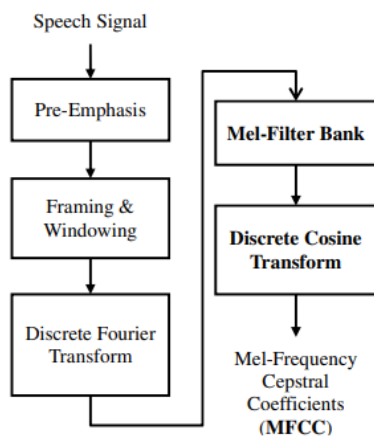 Speech Signal
Pre-Emphasis
Framing &
Windowing
Discrete Fourier
Transform
Mel-Filter Bank
Discrete Cosine
Transform
Mel-Frequency
Cepstral
Coefficients
(MFCC)